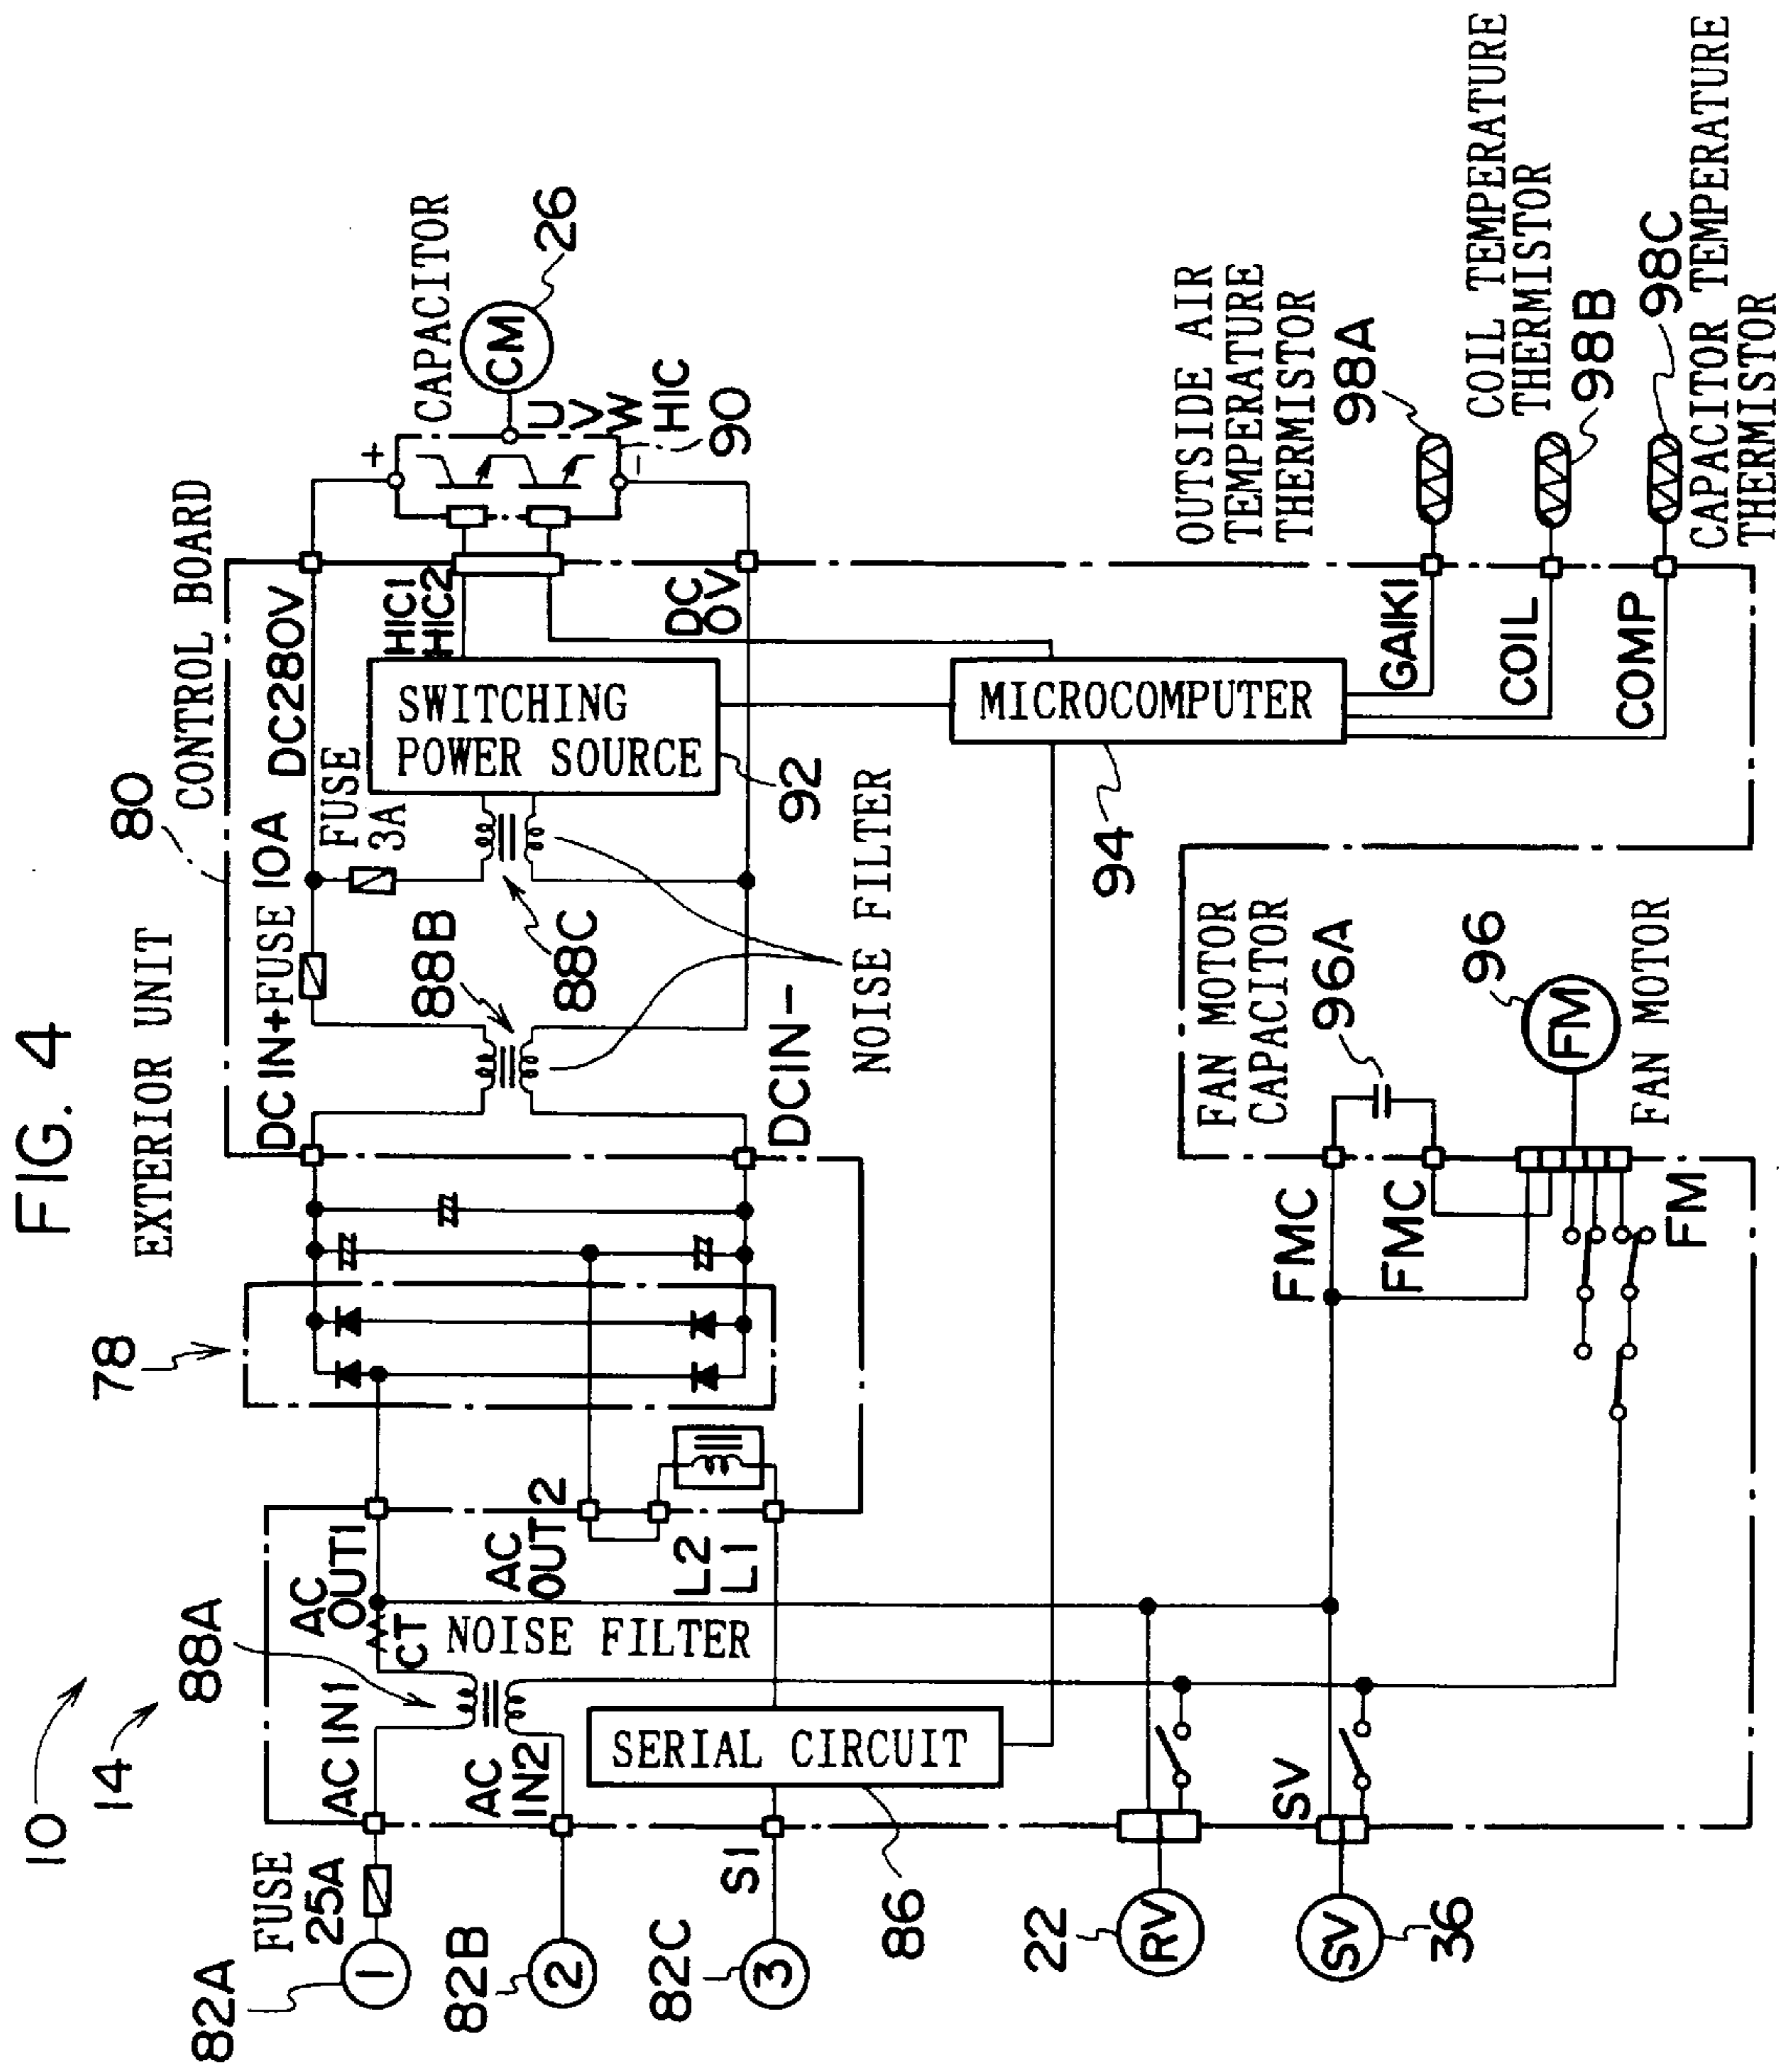 FIG. 4
10
14
EXTERIOR UNIT
80
CONTROL BOARD
78
88A
82A
FUSE
25A
1
AC IN1
CT
AC
OUT1
DC IN+
FUSE 10A
FUSE
3A
DC280V
+
CAPACITOR
CM
26
U
V
W
HIC
90
-
HIC1
HIC2
SWITCHING
POWER SOURCE
92
88B
88C
NOISE FILTER
DCIN-
DC
0V
82B
2
AC
IN2
NOISE FILTER
AC
OUT 2
L2
L1
82C
3
S1
SERIAL CIRCUIT
86
MICROCOMPUTER
94
OUTSIDE AIR
TEMPERATURE
THERMISTOR
98A
GAIKI
COIL TEMPERATURE
THERMISTOR
98B
COIL
98C
CAPACITOR TEMPERATURE
THERMISTOR
COMP
22
RV
SV
SV
36
FMC
FMC
FAN MOTOR
CAPACITOR
96A
96
FM
FAN MOTOR
FM